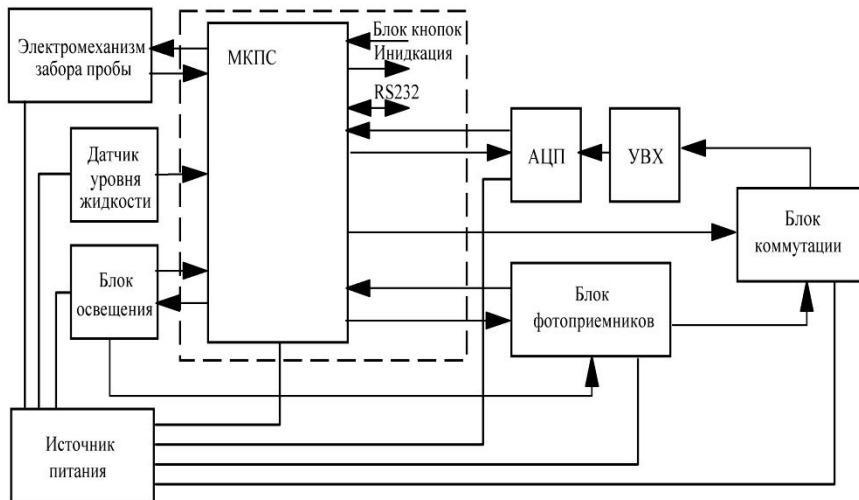 Электромеханизм
забора пробы
МКПС
Блок кнопок
Инидкация
RS232
Датчик
уровня
жидкости
АЦП
УВХ
Блок
коммутации
Блок
освещения
Блок
фотоприемников
Источник
питания